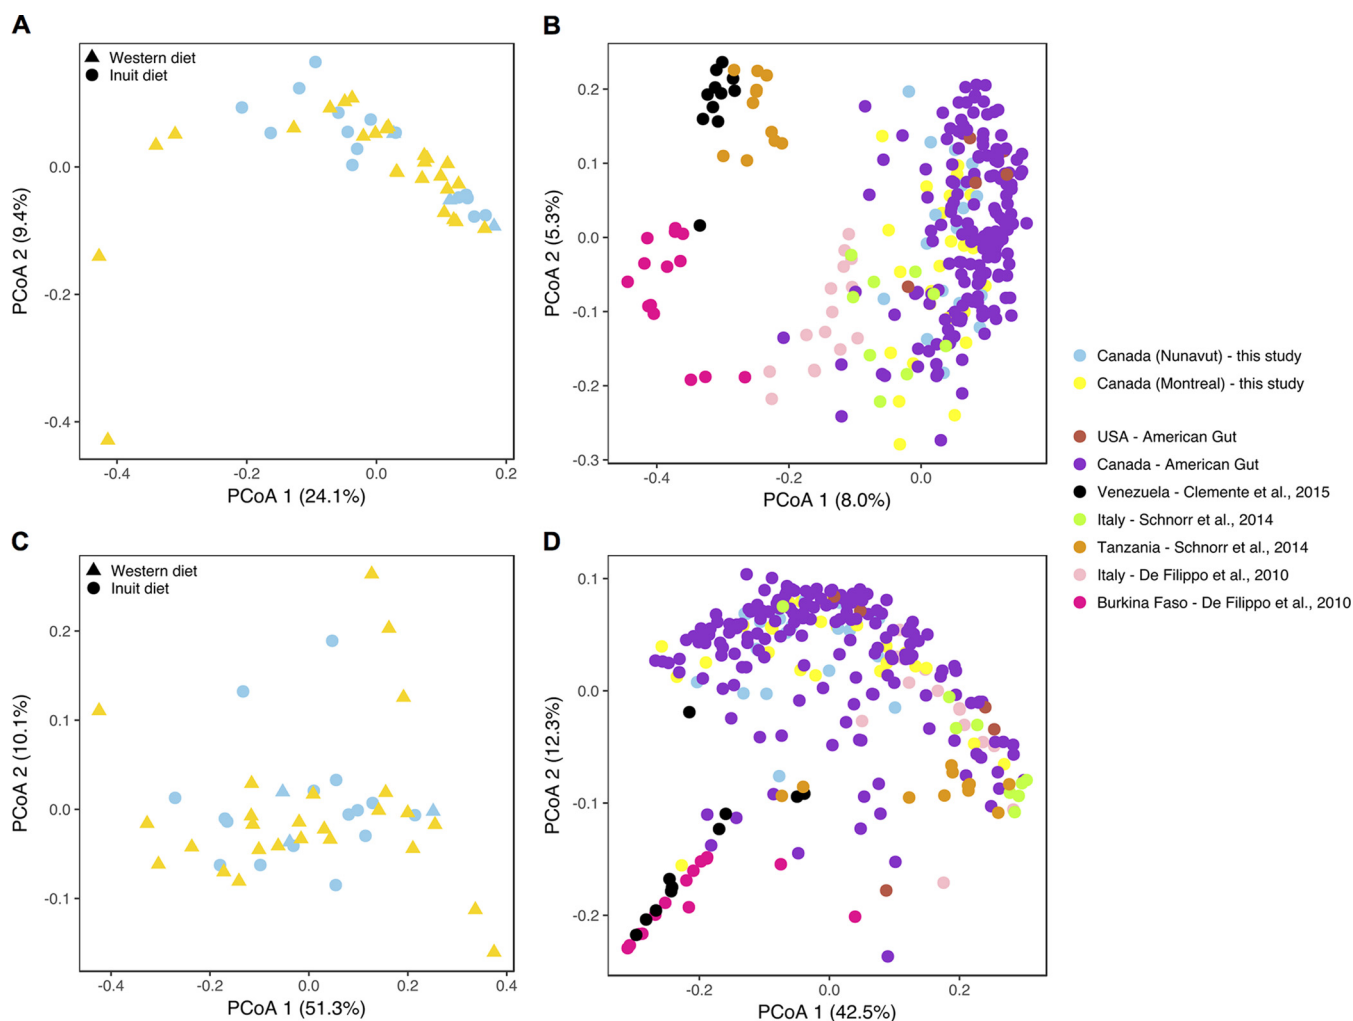 A
Western diet
Inuit diet
0.0
-0.2
-0.4
PCoA 2 (9.4%)
-0.4
-0.2
0.0
0.2
PCoA 1 (24.1%)
B
0.2
0.1
0.0
-0.1
-0.2
-0.3
PCoA 2 (5.3%)
-0.4
-0.2
0.0
PCoA 1 (8.0%)
Canada (Nunavut) - this study
Canada (Montreal) - this study
USA - American Gut
Canada - American Gut
Venezuela - Clemente et al., 2015
Italy - Schnorr et al., 2014
Tanzania - Schnorr et al., 2014
Italy - De Filippo et al., 2010
Burkina Faso - De Filippo et al., 2010
C
Western diet
Inuit diet
0.2
0.1
0.0
-0.1
PCoA 2 (10.1%)
-0.4
-0.2
0.0
0.2
0.4
PCoA 1 (51.3%)
D
0.1
0.0
-0.1
-0.2
PCoA 2 (12.3%)
-0.2
0.0
0.2
PCoA 1 (42.5%)